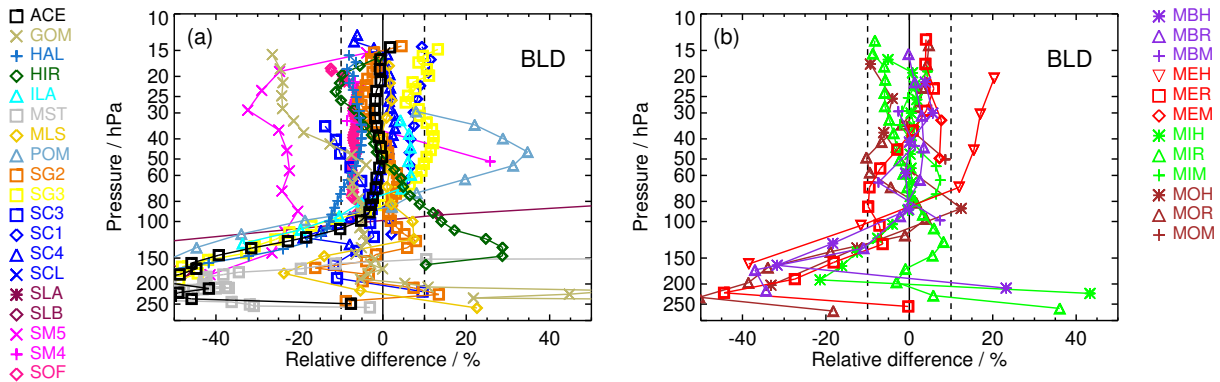 ACE
GOM
HAL
HIR
ILA
MST
MLS
POM
SG2
SG3
SC3
SC1
SC4
SCL
SLA
SLB
SM5
SM4
SOF
(a)
BLD
Pressure / hPa
10
15
20
25
30
40
50
60
80
100
150
200
250
-40 -20 0 20 40
Relative difference / %
(b)
BLD
Pressure / hPa
10
15
20
25
30
40
50
60
80
100
150
200
250
-40 -20 0 20 40
Relative difference / %
MBH
MBR
MBM
MEH
MER
MEM
MIH
MIR
MIM
MOH
MOR
MOM